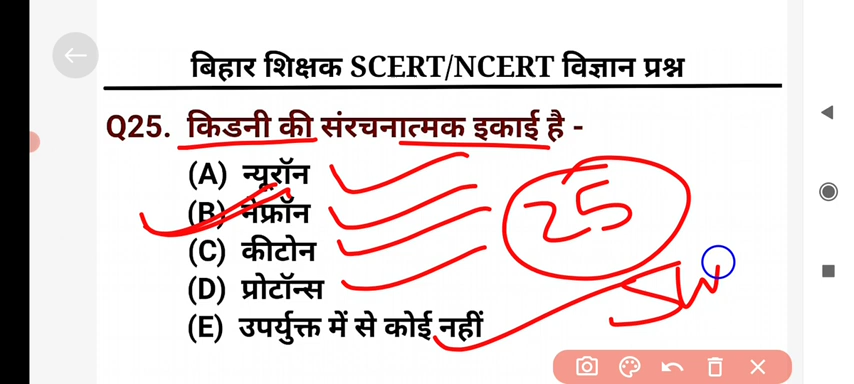 बिहार शिक्षक SCERT/NCERT विज्ञान प्रश्न
Q25. किडनी की संरचनात्मक इकाई है -
(A) न्यूरॉन
(B) नेफ्रॉन
(C) कीटोन
(D) प्रोटॉन्स
25
(E) उपर्युक्त में से कोई नहीं